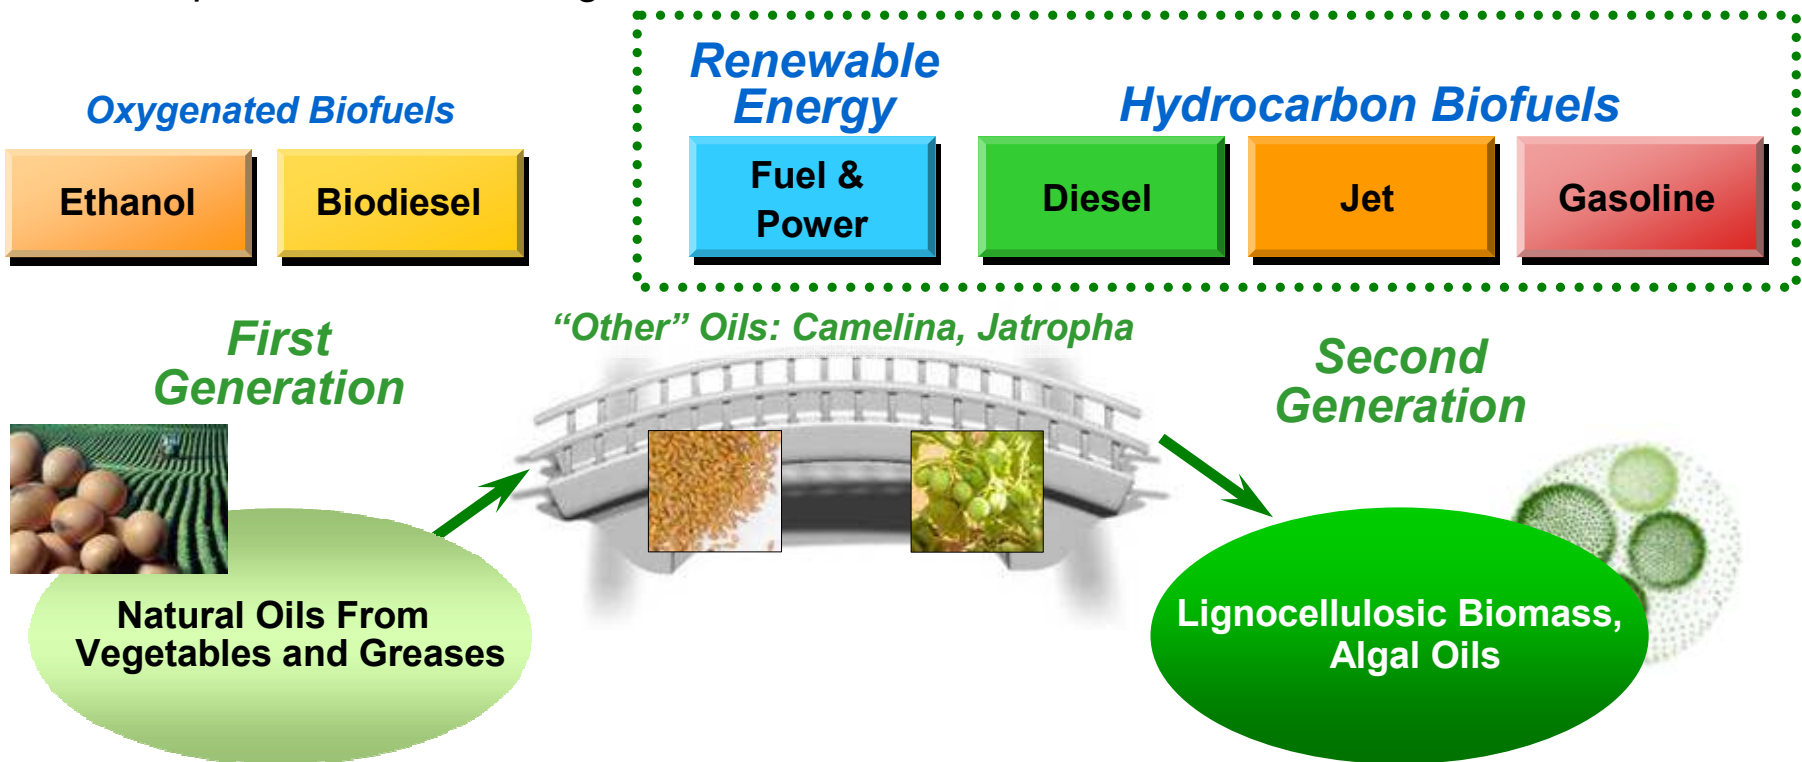 Oxygenated Biofuels
Renewable
Energy
Hydrocarbon Biofuels
Ethanol
Biodiesel
Fuel &
Power
Diesel
Jet
Gasoline
First
Generation
“Other” Oils: Camelina, Jatropha
Second
Generation
Natural Oils From
Vegetables and Greases
Lignocellulosic Biomass,
Algal Oils